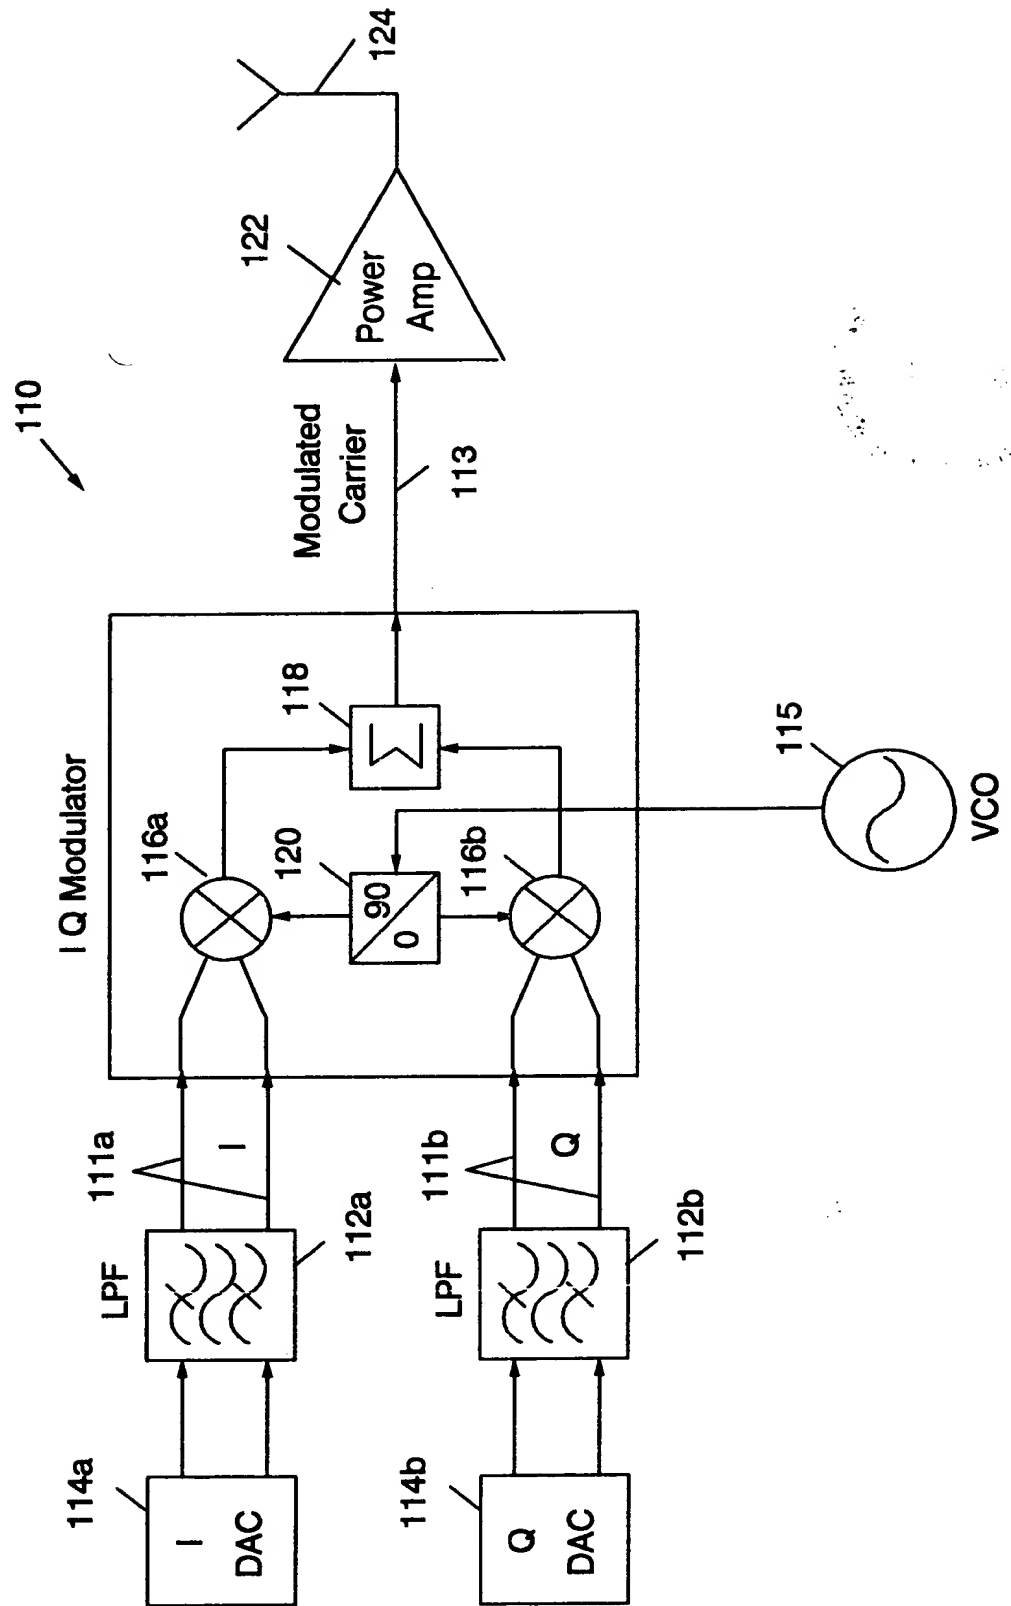 110
I Q Modulator
114a
I
DAC
LPF
112a
111a
I
116a
120
90
0
118
Modulated
Carrier
113
122
Power
Amp
124
114b
Q
DAC
LPF
112b
111b
Q
116b
Σ
115
VCO